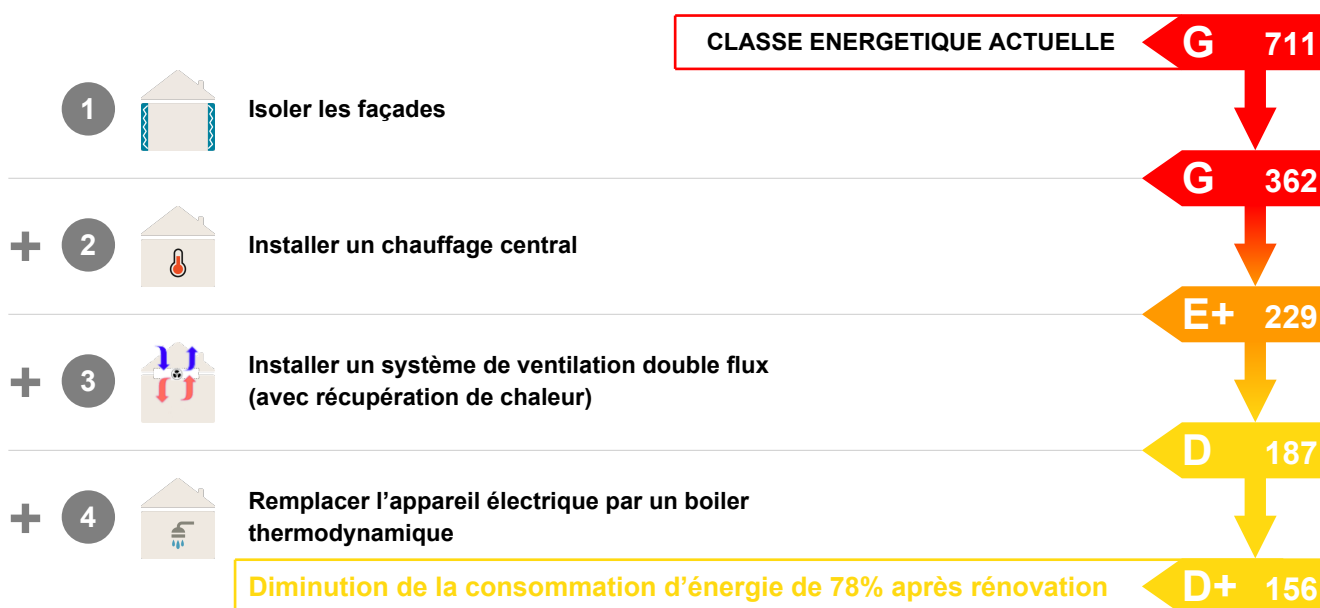 CLASSE ENERGETIQUE ACTUELLE G 711
1 Isoler les façades
G 362
+ 2 Installer un chauffage central
E+ 229
+ 3 Installer un système de ventilation double flux
(avec récupération de chaleur)
D 187
+ 4 Remplacer l’appareil électrique par un boiler
thermodynamique
Diminution de la consommation d’énergie de 78% après rénovation D+ 156